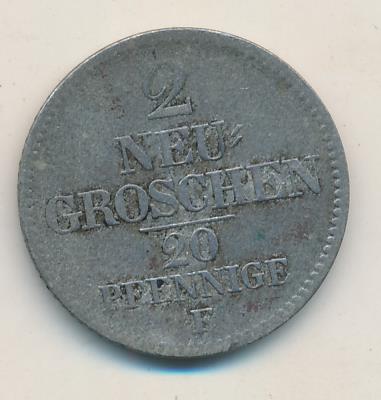 2
NEU-
GROSCHEN
20
PFENNIGE
F